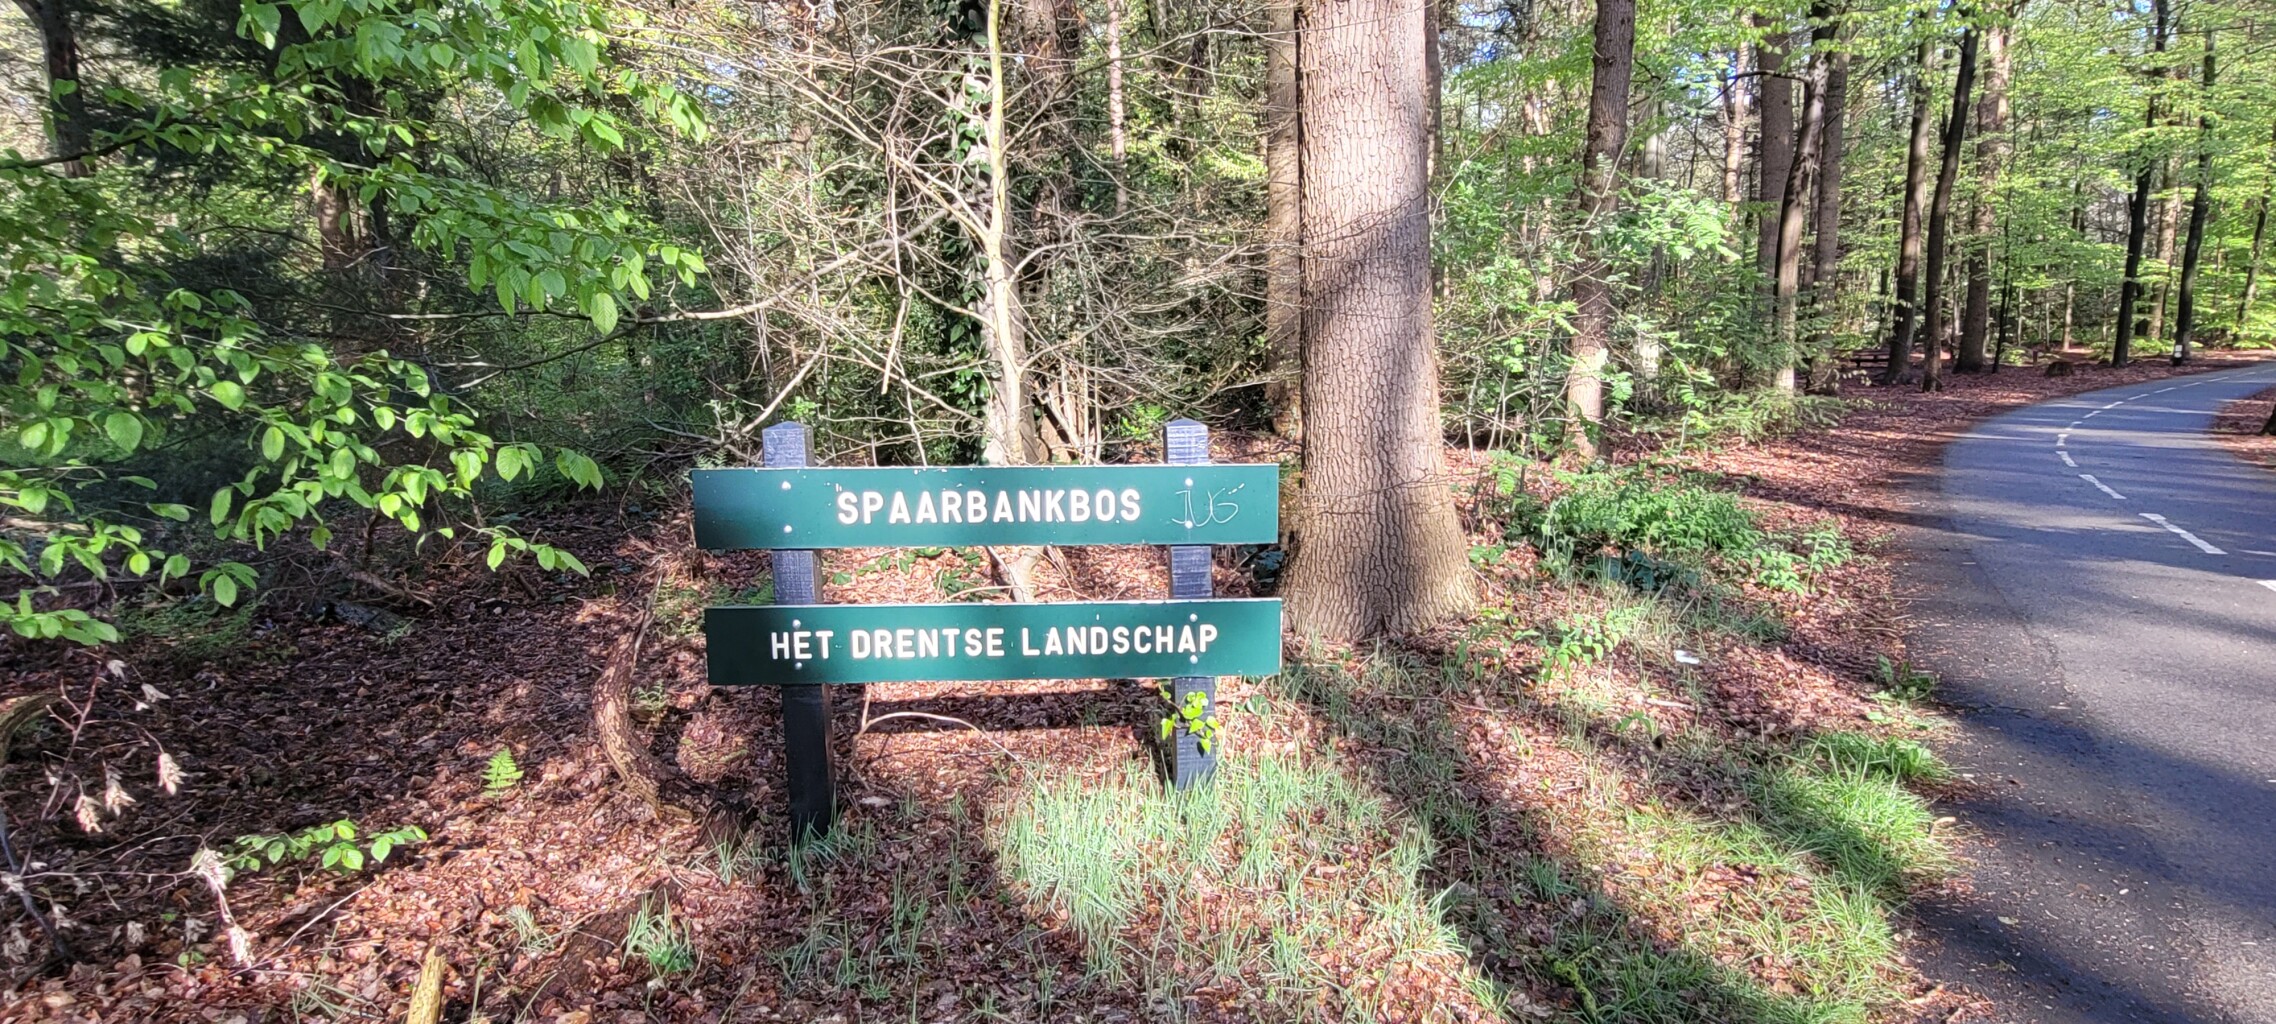 SPAARBANKBOS
HET DRENTSE LANDSCHAP